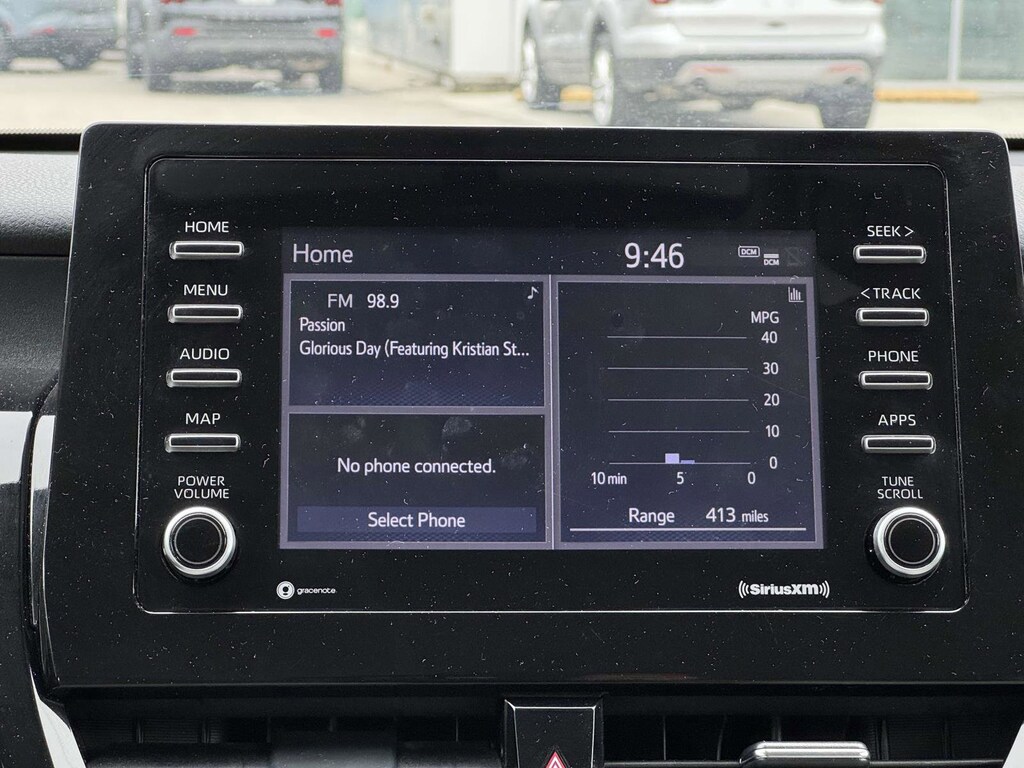 HOME
MENU
AUDIO
MAP
POWER
VOLUME
Home
9:46
DCM
DCM
FM 98.9
Passion
Glorious Day (Featuring Kristian St...
No phone connected.
Select Phone
MPG
40
30
20
10
0
10 min 5 0
Range 413 miles
SEEK >
< TRACK
PHONE
APPS
TUNE
SCROLL
gracenote
((SiriusXM))